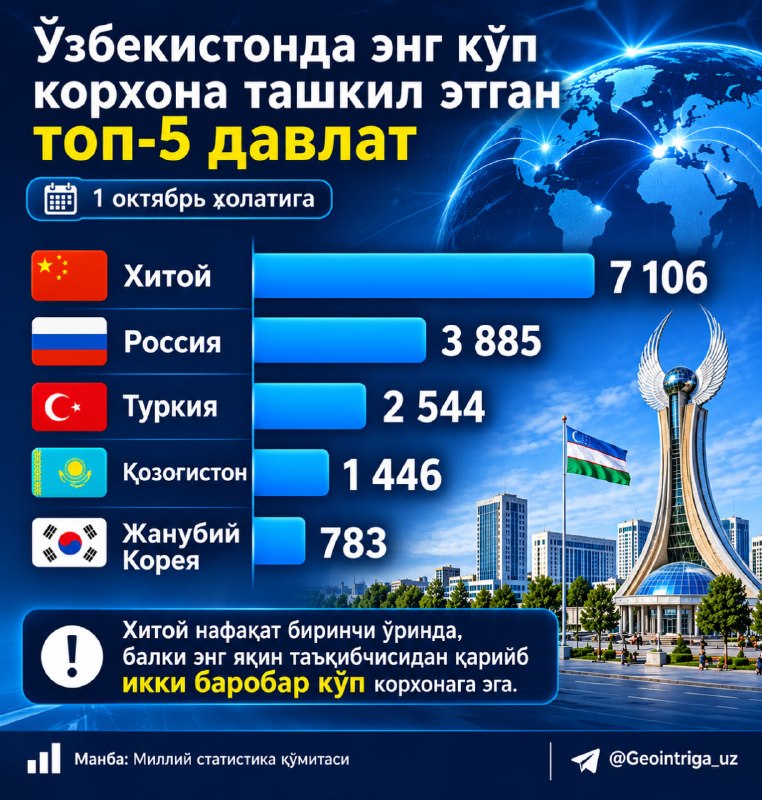 Ўзбекистонда энг кўп
корхона ташкил этган
топ-5 давлат
1 октябрь ҳолатига
Хитой 7 106
Россия 3 885
Туркия 2 544
Қозоғистон 1 446
Жанубий
Корея 783
Хитой нафақат биринчи ўринда,
балки энг яқин таъқибчисидан қарийб
икки баробар кўп корхонага эга.
Манба: Миллий статистика қўмитаси
@Geointriga_uz